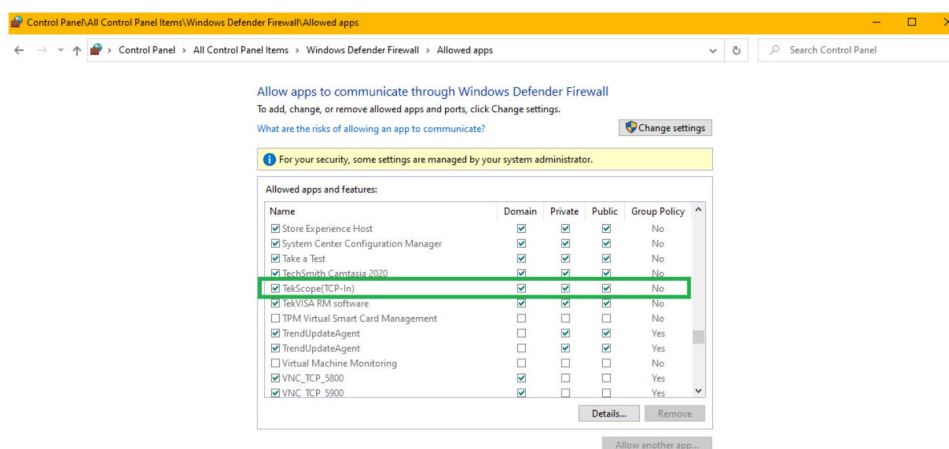 Control Panel\All Control Panel Items\Windows Defender Firewall\Allowed apps
Control Panel > All Control Panel Items > Windows Defender Firewall > Allowed apps
Search Control Panel
Allow apps to communicate through Windows Defender Firewall
To add, change, or remove allowed apps and ports, click Change settings.
What are the risks of allowing an app to communicate?
Change settings
For your security, some settings are managed by your system administrator.
Allowed apps and features:
Name Domain Private Public Group Policy
Store Experience Host No
System Center Configuration Manager No
Take a Test No
TechSmith Camtasia 2020 No
TekScope(TCP-In) No
TekVISA RM software No
TPM Virtual Smart Card Management No
TrendUpdateAgent Yes
TrendUpdateAgent Yes
Virtual Machine Monitoring No
VNC_TCP_5800 Yes
VNC_TCP_5900 Yes
Details... Remove
Allow another app...